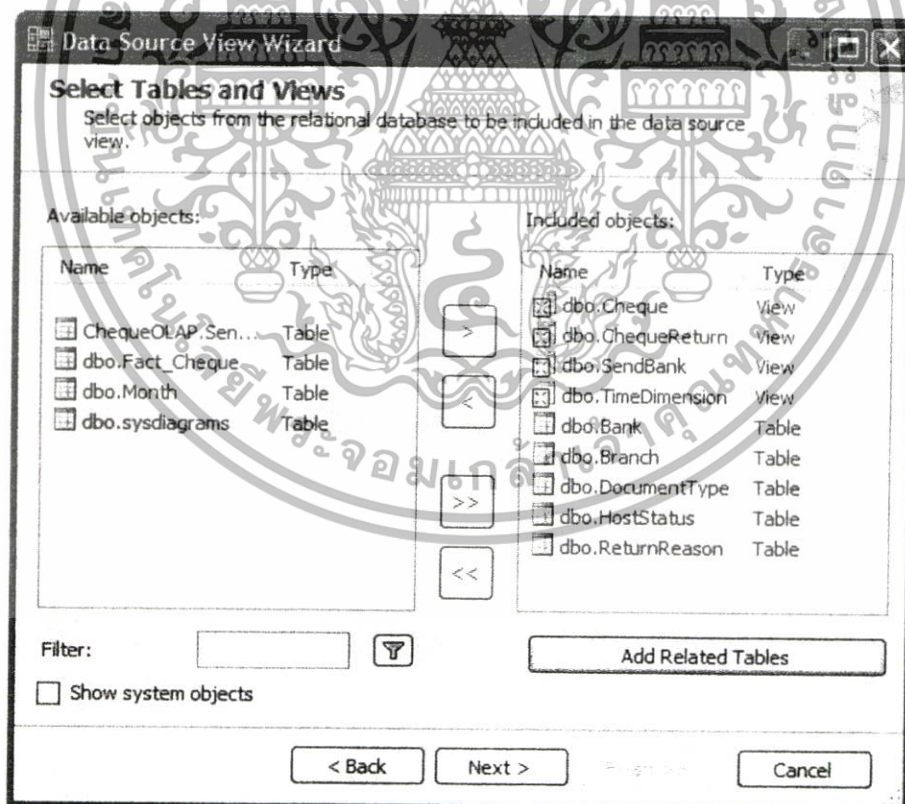 Data Source View Wizard
Select Tables and Views
Select objects from the relational database to be included in the data source
view.
Available objects:
Name Type
ChequeOLAP.Sen... Table
dbo.Fact_Cheque Table
dbo.Month Table
dbo.sysdiagrams Table
>
<
>>
<<
Included objects:
Name Type
dbo.Cheque View
dbo.ChequeReturn View
dbo.SendBank View
dbo.TimeDimension View
dbo.Bank Table
dbo.Branch Table
dbo.DocumentType Table
dbo.HostStatus Table
dbo.ReturnReason Table
Filter:
Add Related Tables
Show system objects
< Back
Next >
Cancel